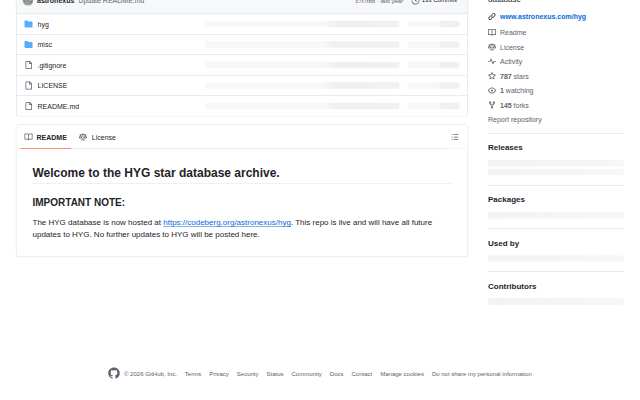 astronexus Update README.md
database
hyg
misc
.gitignore
LICENSE
README.md
www.astronexus.com/hyg
Readme
License
Activity
787 stars
1 watching
145 forks
Report repository
README License
Welcome to the HYG star database archive.
IMPORTANT NOTE:
The HYG database is now hosted at https://codeberg.org/astronexus/hyg. This repo is live and will have all future
updates to HYG. No further updates to HYG will be posted here.
Releases
Packages
Used by
Contributors
© 2026 GitHub, Inc. Terms Privacy Security Status Community Docs Contact Manage cookies Do not share my personal information